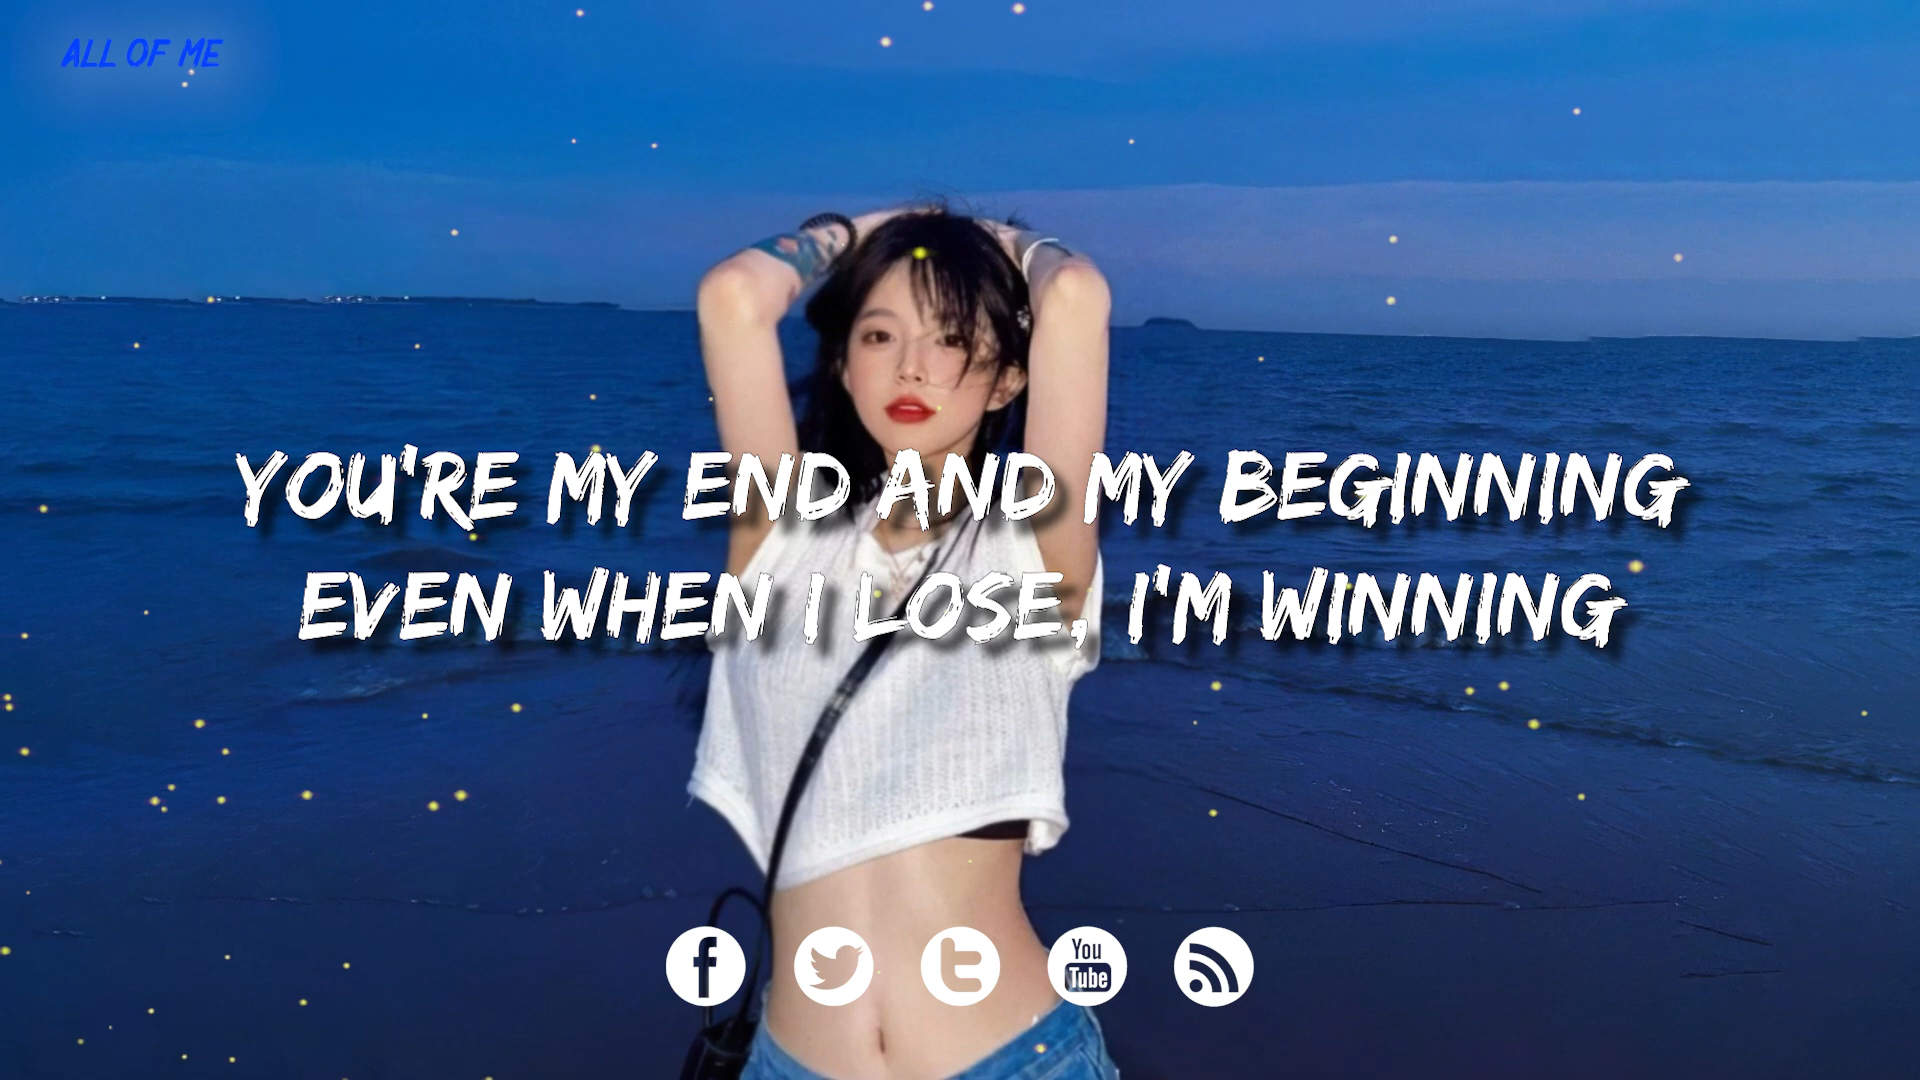 ALL OF ME
YOU'RE MY END AND MY BEGINNING
EVEN WHEN I LOSE, I'M WINNING
You
Tube